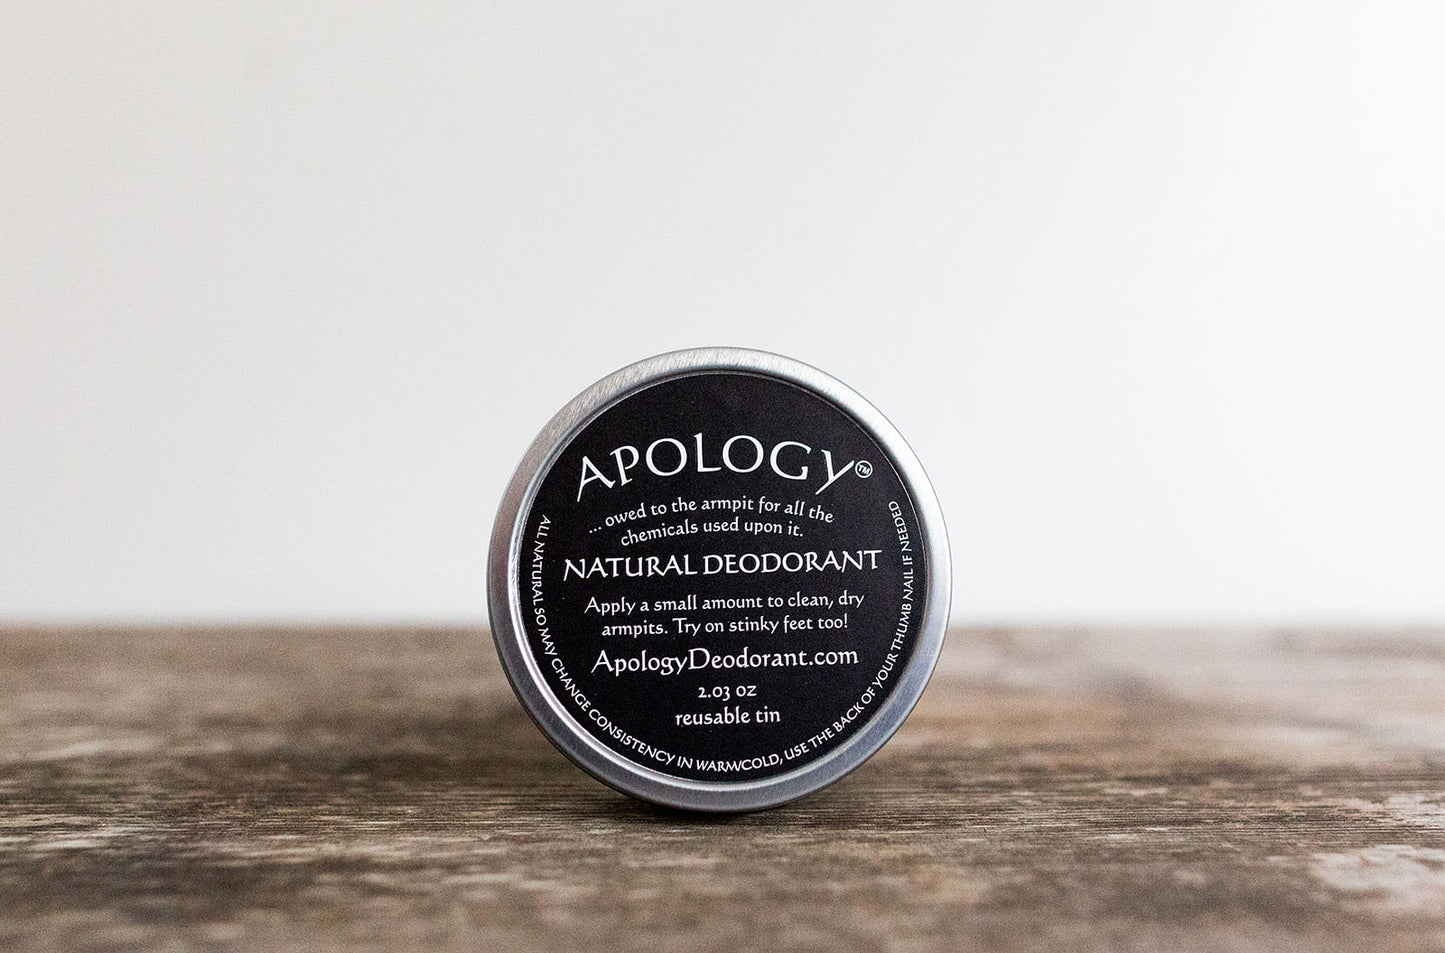 APOLOGY™
... owed to the armpit for all the
chemicals used upon it.
NATURAL DEODORANT
Apply a small amount to clean, dry
armpits. Try on stinky feet too!
ApologyDeodorant.com
2.03 oz
reusable tin
ALL NATURAL SO MAY CHANGE CONSISTENCY IN WARM/COLD, USE THE BACK OF YOUR THUMB NAIL IF NEEDED